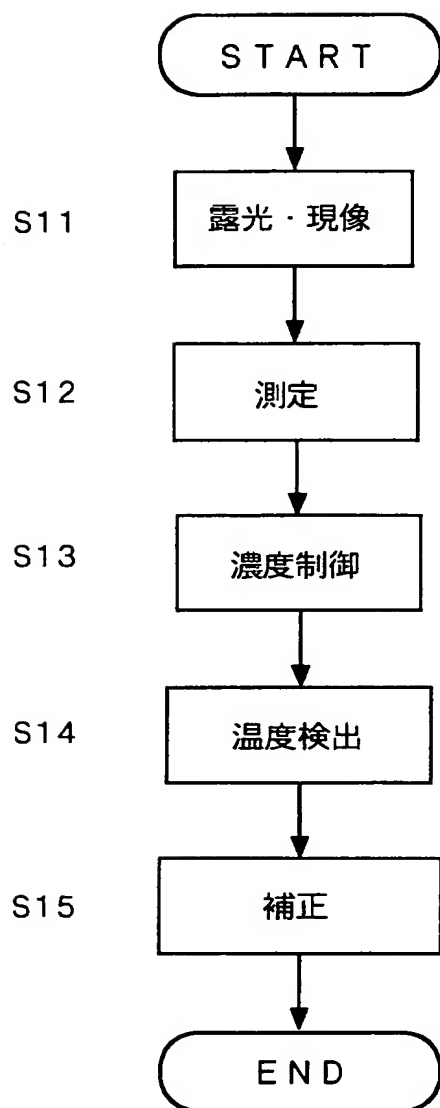 START
S11 露光・現像
S12 測定
S13 濃度制御
S14 温度検出
S15 補正
END